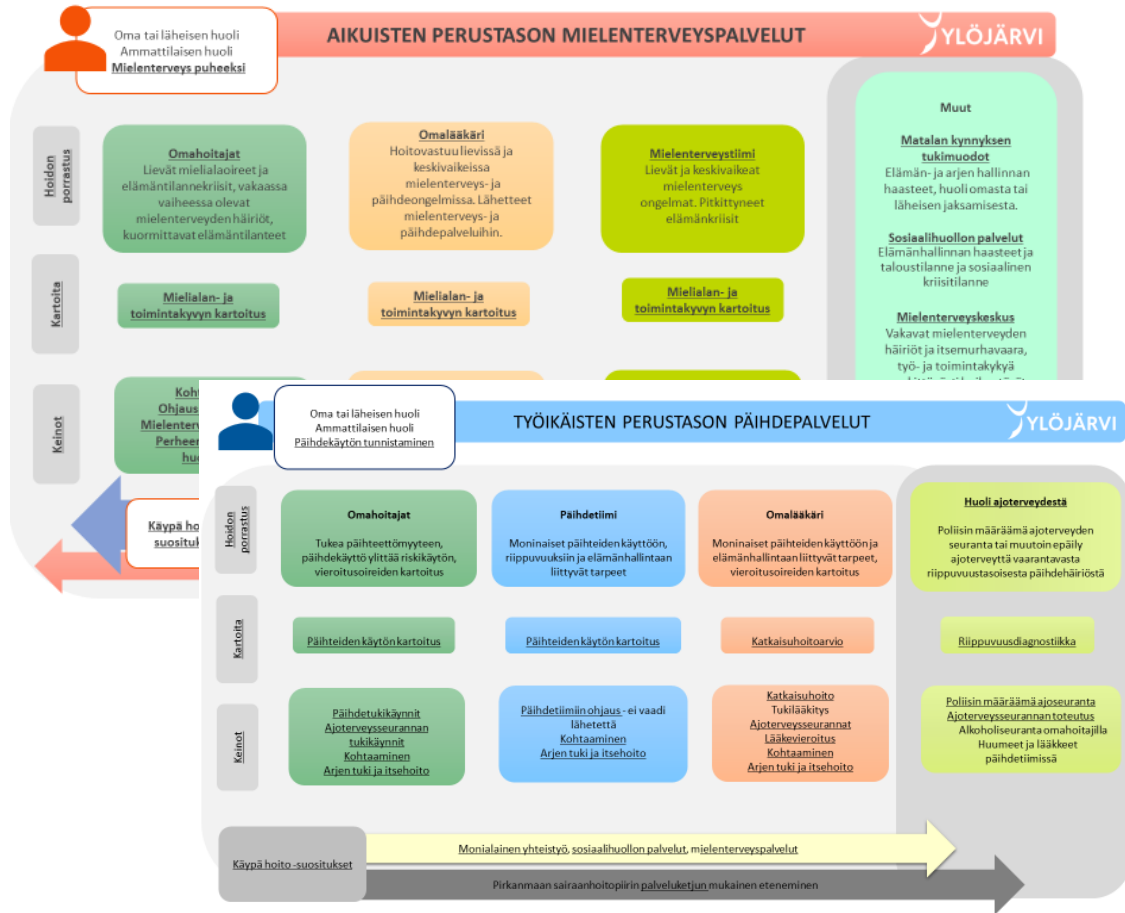 Oma tai läheisen huoli
Ammattilaisen huoli
Mielenterveys puheeksi
AIKUISTEN PERUSTASON MIELENTERVEYSPALVELUT
YLÖJÄRVI
Hoidon
porrastus
Omahoitajat
Lievät mielialaoireet ja
elämäntilannekriisit, vakaassa
vaiheessa olevat
mielenterveyden häiriöt,
kuormittavat elämäntilanteet
Omalääkäri
Hoitovastuu lievissä ja
keskivaikeissa
mielenterveys- ja
päihdeongelmissa. Lähetteet
mielenterveys- ja
päihdepalveluihin.
Mielenterveystiimi
Lievät ja keskivaikeat
mielenterveys
ongelmat. Pitkittyneet
elämänkriisit
Muut
Matalan kynnyksen
tukimuodot
Elämän- ja arjen hallinnan
haasteet, huoli omasta tai
läheisen jaksamisesta.
Sosiaalihuollon palvelut
Elämänhallinnan haasteet ja
taloustilanne ja sosiaalinen
kriisitilanne
Mielenterveyskeskus
Vakavat mielenterveyden
häiriöt ja itsemurhavaara,
työ- ja toimintakykyä
Kartoita
Mielialan- ja
toimintakyvyn kartoitus
Mielialan- ja
toimintakyvyn kartoitus
Mielialan- ja
toimintakyvyn kartoitus
Keinot
Koht
Ohjaus
Mielenterv
Perheen
huo
Käypä ho
suosituk
Oma tai läheisen huoli
Ammattilaisen huoli
Päihdekäytön tunnistaminen
TYÖIKÄISTEN PERUSTASON PÄIHDEPALVELUT
YLÖJÄRVI
Hoidon
porrastus
Omahoitajat
Tukea päihteettömyyteen,
päihdekäyttö ylittää riskikäytön,
vieroitusoireiden kartoitus
Päihdetiimi
Moninaiset päihteiden käyttöön,
riippuvuuksiin ja elämänhallintaan
liittyvät tarpeet
Omalääkäri
Moninaiset päihteiden käyttöön ja
elämänhallintaan liittyvät tarpeet,
vieroitusoireiden kartoitus
Huoli ajoterveydestä
Poliisin määräämä ajoterveyden
seuranta tai muutoin epäily
ajoterveyttä vaarantavasta
riippuvuustasoisesta päihdehäiriöstä
Kartoita
Päihteiden käytön kartoitus
Päihteiden käytön kartoitus
Katkaisuhoitoarvio
Riippuvuusdiagnostiikka
Keinot
Päihdetukikäynnit
Ajoterveysseurannan
tukikäynnit
Kohtaaminen
Arjen tuki ja itsehoito
Päihdetiimiin ohjaus - ei vaadi
lähetettä
Kohtaaminen
Arjen tuki ja itsehoito
Katkaisuhoito
Tukilääkitys
Ajoterveysseurannat
Lääkevieroitus
Kohtaaminen
Arjen tuki ja itsehoito
Poliisin määräämä ajoseuranta
Ajoterveysseurannan toteutus
Alkoholiseuranta omahoitajilla
Huumeet ja lääkkeet
päihdetiimissä
Käypä hoito -suositukset
Monialainen yhteistyö, sosiaalihuollon palvelut, mielenterveyspalvelut
Pirkanmaan sairaanhoitopiirin palveluketjun mukainen eteneminen